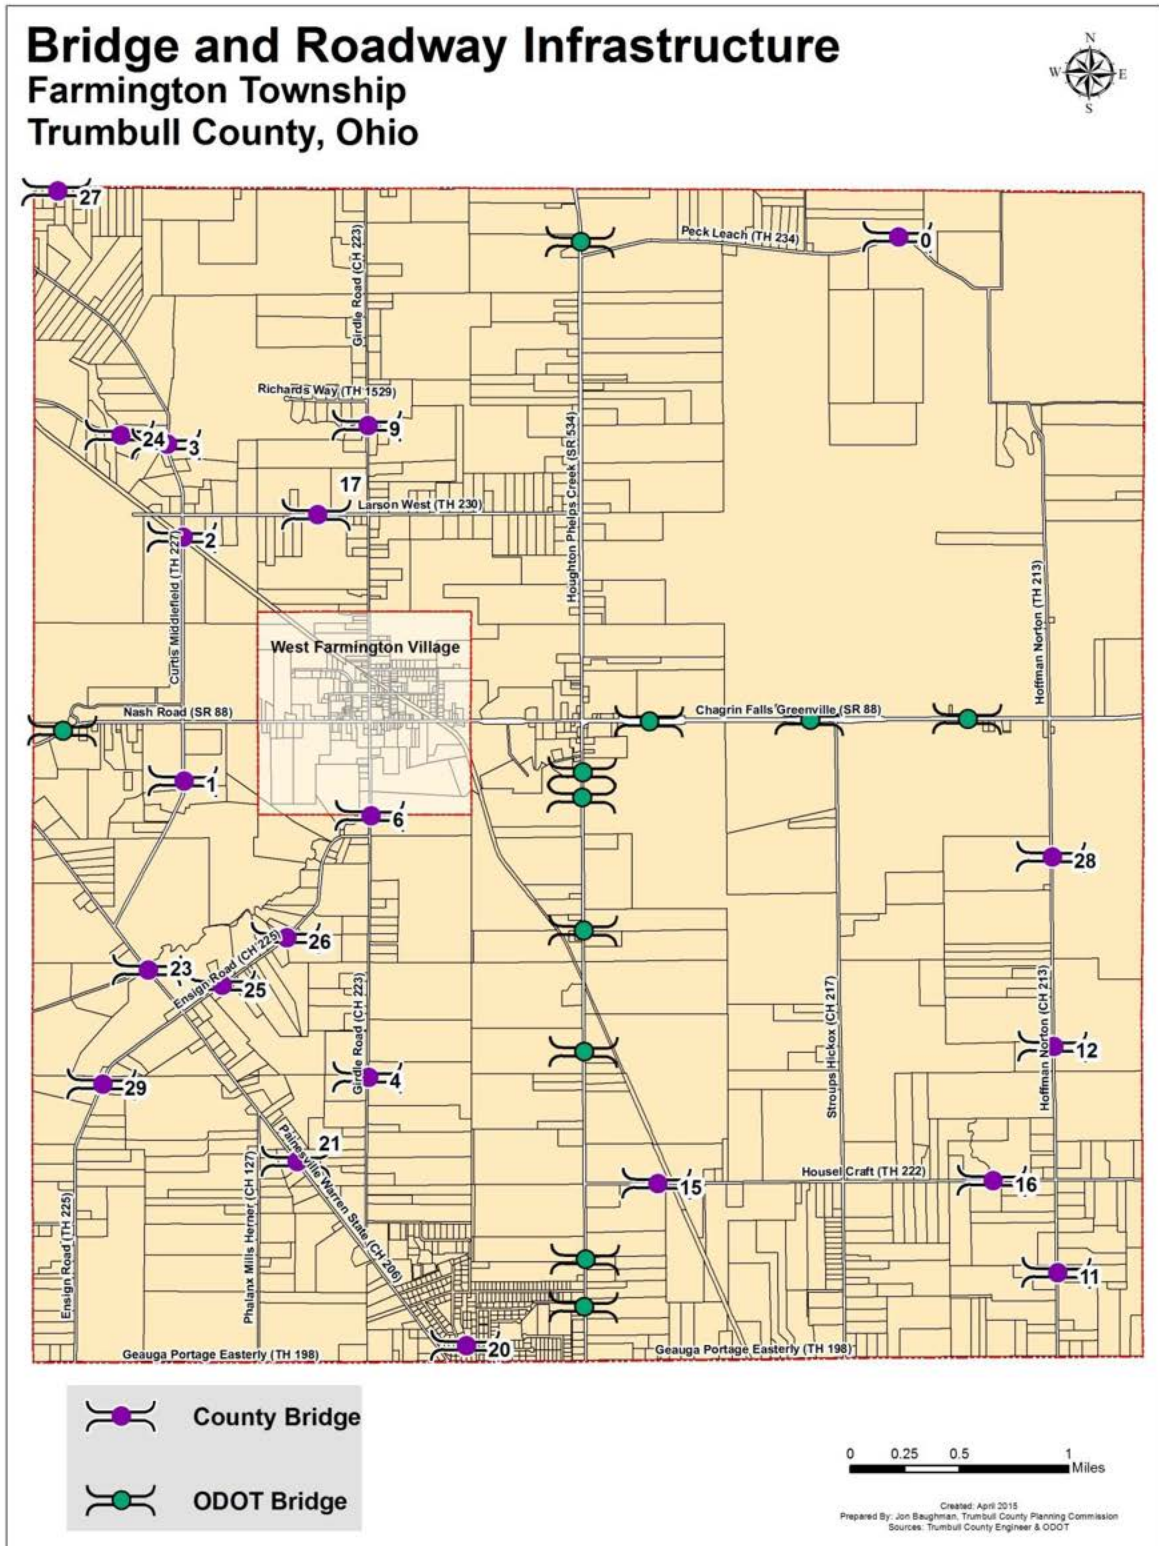 Bridge and Roadway Infrastructure
Farmington Township
Trumbull County, Ohio
N
W
E
S
27
Peck Leach (TH 234)
0
Girdle Road (CH 223)
Richards Way (TH 1529)
9
24
3
Houghton Phelps Creek (SR 534)
17
Larson West (TH 230)
2
Curtis Middlefield (TH 227)
Hoffman Norton (TH 213)
West Farmington Village
Nash Road (SR 88)
Chagrin Falls Greenville (SR 88)
1
6
28
26
Ensign Road (CH 225)
23
25
Girdle Road (CH 223)
Stroups Hickox (CH 217)
Hoffman Norton (CH 213)
12
4
29
21
Painesville Warren State (CH 206)
Phalanx Mills Herner (CH 127)
Housel Craft (TH 222)
15
16
Ensign Road (TH 225)
11
20
Geauga Portage Easterly (TH 198)
Geauga Portage Easterly (TH 198)
County Bridge
ODOT Bridge
0 0.25 0.5 1
Miles
Created: April 2015
Prepared By: Jon Baughman, Trumbull County Planning Commission
Sources: Trumbull County Engineer & ODOT